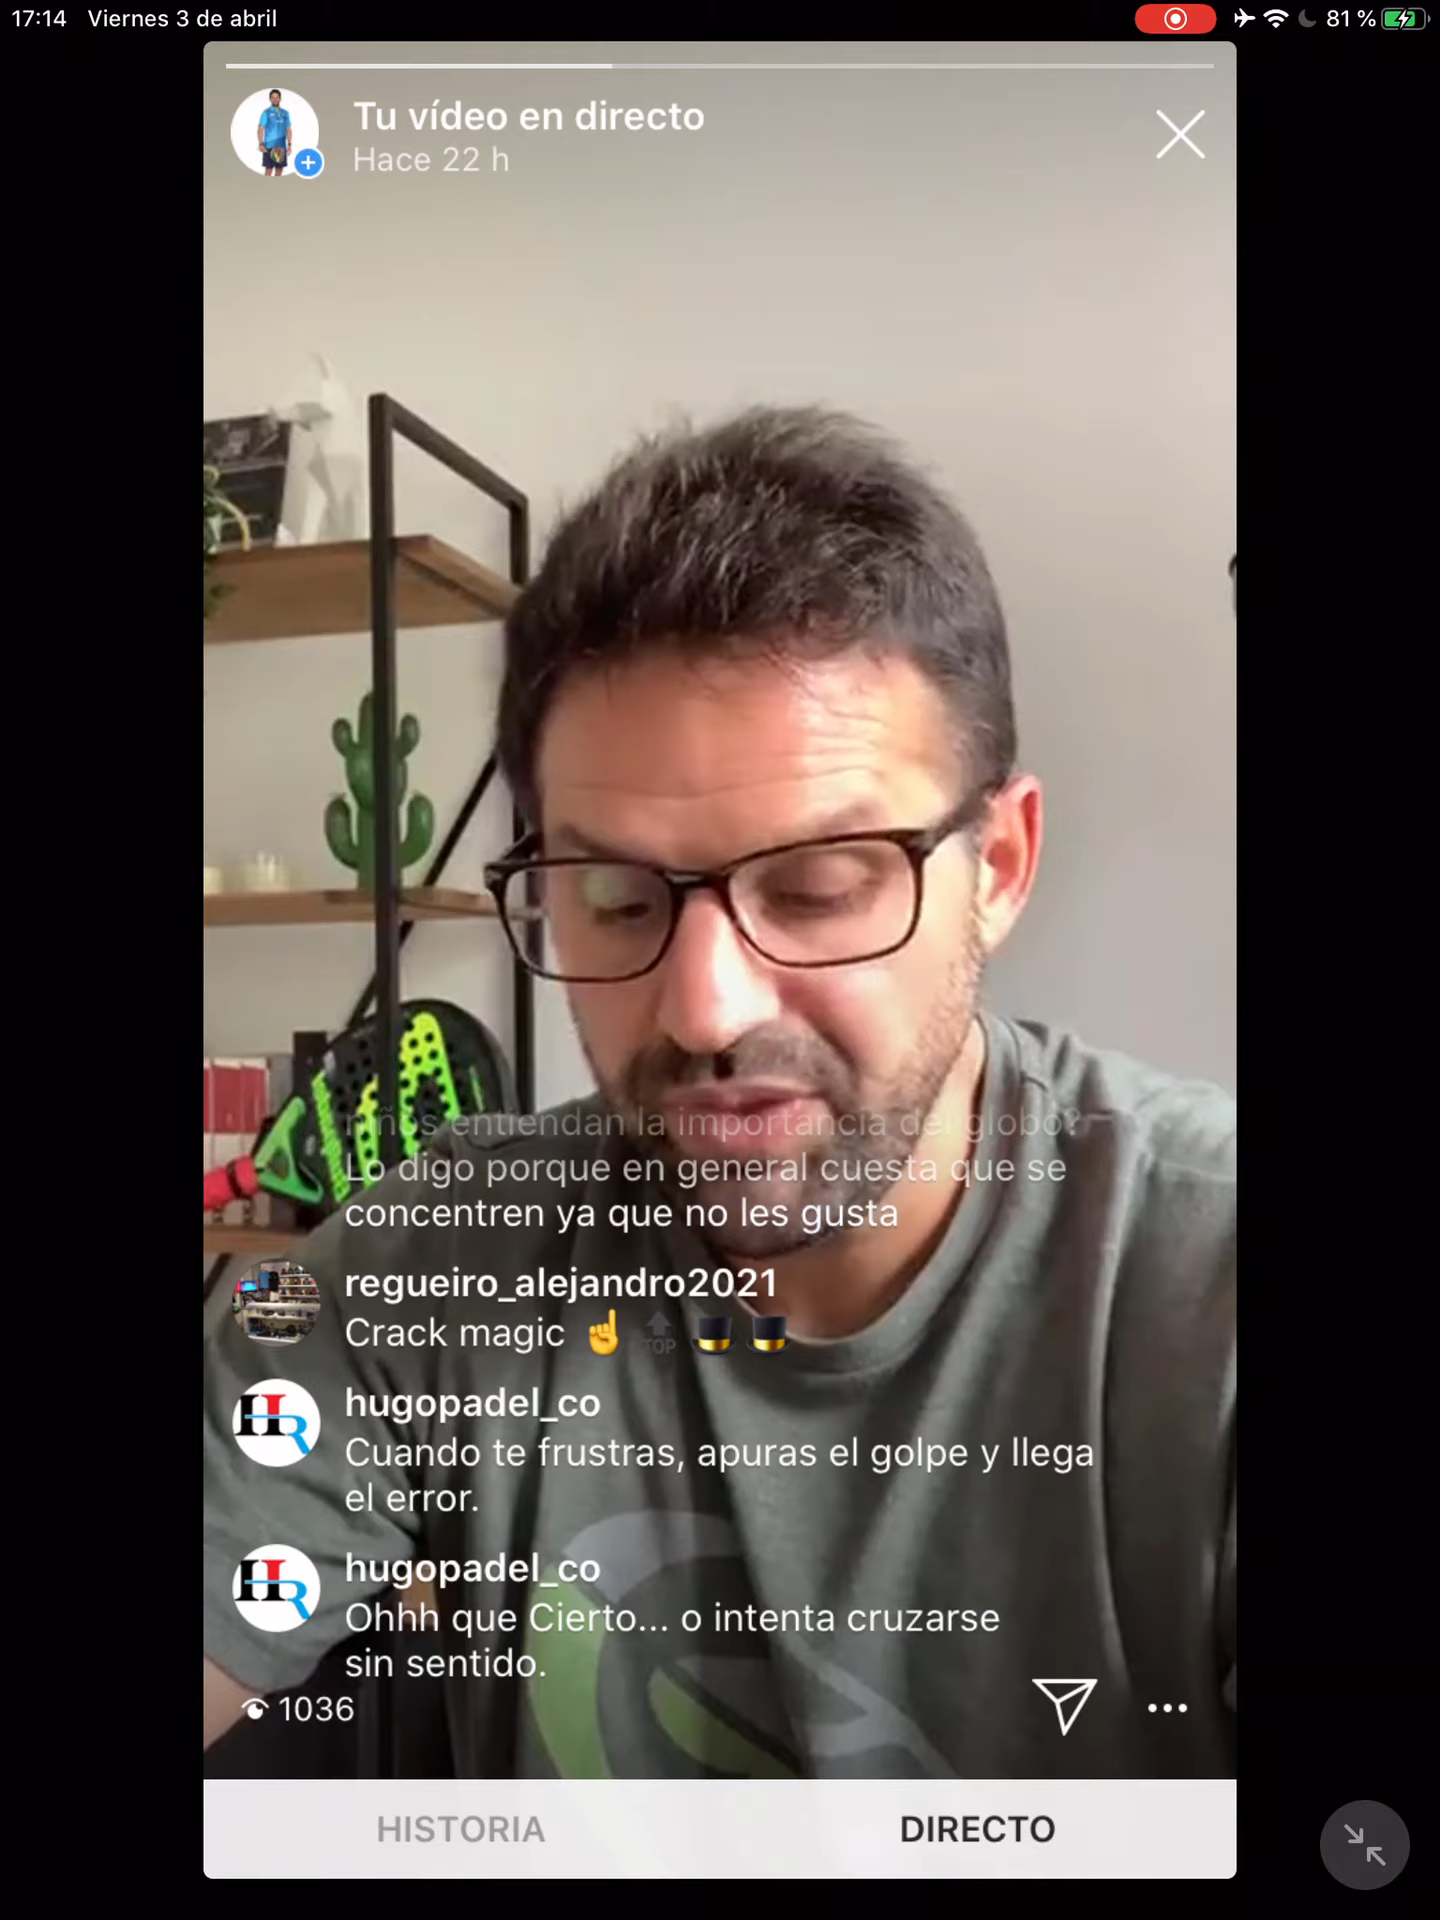 17:14 Viernes 3 de abril
81 %
Tu vídeo en directo
Hace 22 h
niños entiendan la importancia del globo?
Lo digo porque en general cuesta que se
concentren ya que no les gusta
regueiro_alejandro2021
Crack magic ☝️ 🔝 🎩 🎩
HR
hugopadel_co
Cuando te frustras, apuras el golpe y llega
el error.
HR
hugopadel_co
Ohhh que Cierto... o intenta cruzarse
sin sentido.
1036
HISTORIA
DIRECTO